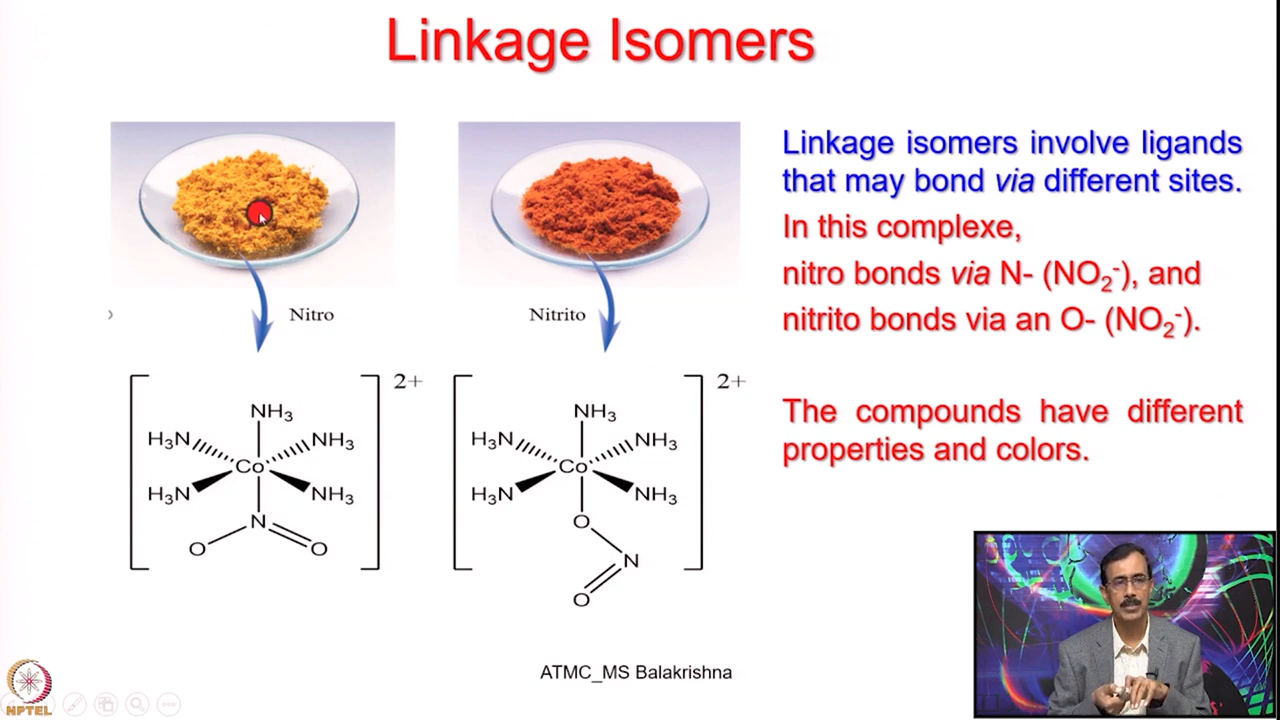 Linkage Isomers
Linkage isomers involve ligands
that may bond via different sites.
In this complexe,
nitro bonds via N- (NO₂⁻), and
nitrito bonds via an O- (NO₂⁻).
The compounds have different
properties and colors.
Nitro
Nitrito
2+
NH₃
H₃N
NH₃
Co
H₃N
NH₃
N
O
O
2+
NH₃
H₃N
NH₃
Co
H₃N
NH₃
O
N
O
ATMC_MS Balakrishna
NPTEL